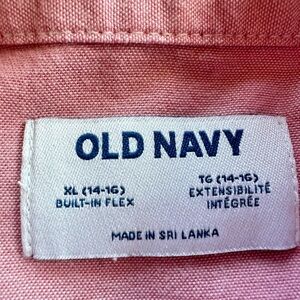 OLD NAVY
XL (14-16)
BUILT-IN FLEX
TG (14-16)
EXTENSIBILITÉ
INTÉGRÉE
MADE IN SRI LANKA